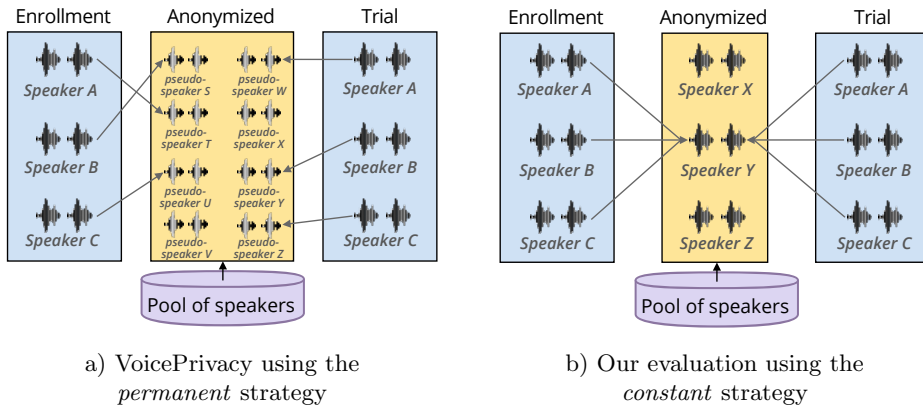 Enrollment
Anonymized
Trial
Speaker A
Speaker B
Speaker C
pseudo-
speaker S
pseudo-
speaker T
pseudo-
speaker U
pseudo-
speaker V
pseudo-
speaker W
pseudo-
speaker X
pseudo-
speaker Y
pseudo-
speaker Z
Speaker A
Speaker B
Speaker C
Pool of speakers
a) VoicePrivacy using the
permanent strategy
Enrollment
Anonymized
Trial
Speaker A
Speaker B
Speaker C
Speaker X
Speaker Y
Speaker Z
Speaker A
Speaker B
Speaker C
Pool of speakers
b) Our evaluation using the
constant strategy